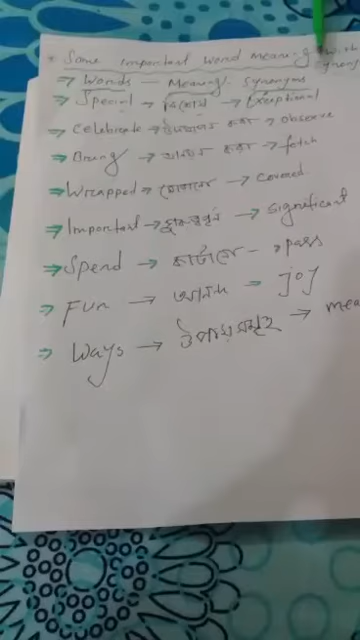 * Some important word meaning with synonym
⇒ Words — Meaning. Synonyms
⇒ Special → বিশেষ → Exceptional
⇒ Celebrate → উদযাপন করা → observe
⇒ Bring → আনয়ন করা → fetch
⇒ Wrapped → মোড়ানো → covered
⇒ Important → গুরুত্বপূর্ণ → significant
⇒ Spend → কাটানো → pass
⇒ Fun → আনন্দ → joy
⇒ Ways → উপায়সমূহ →